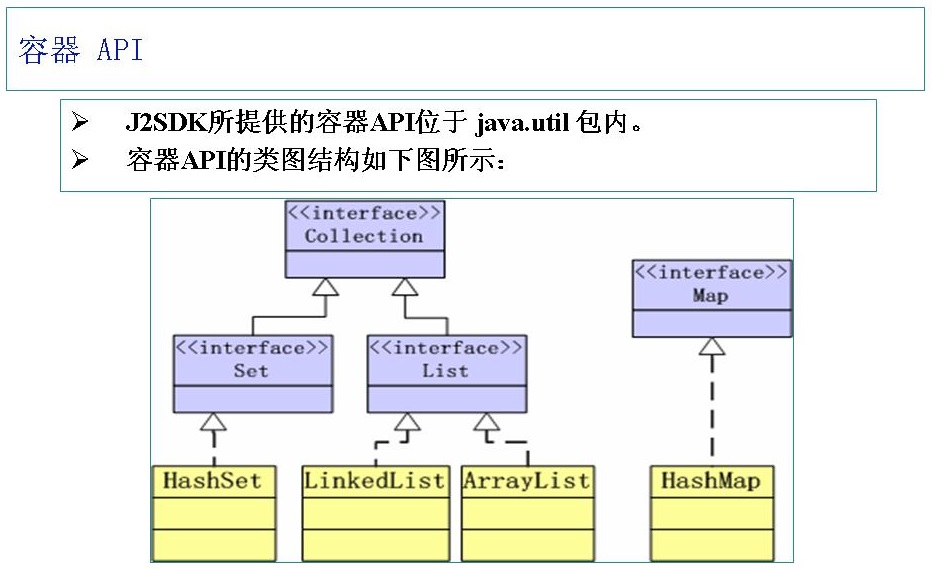 容器 API
➢ J2SDK所提供的容器API位于 java.util 包内。
➢ 容器API的类图结构如下图所示：
<<interface>>
Collection
<<interface>>
Map
<<interface>>
Set
<<interface>>
List
HashSet
LinkedList
ArrayList
HashMap